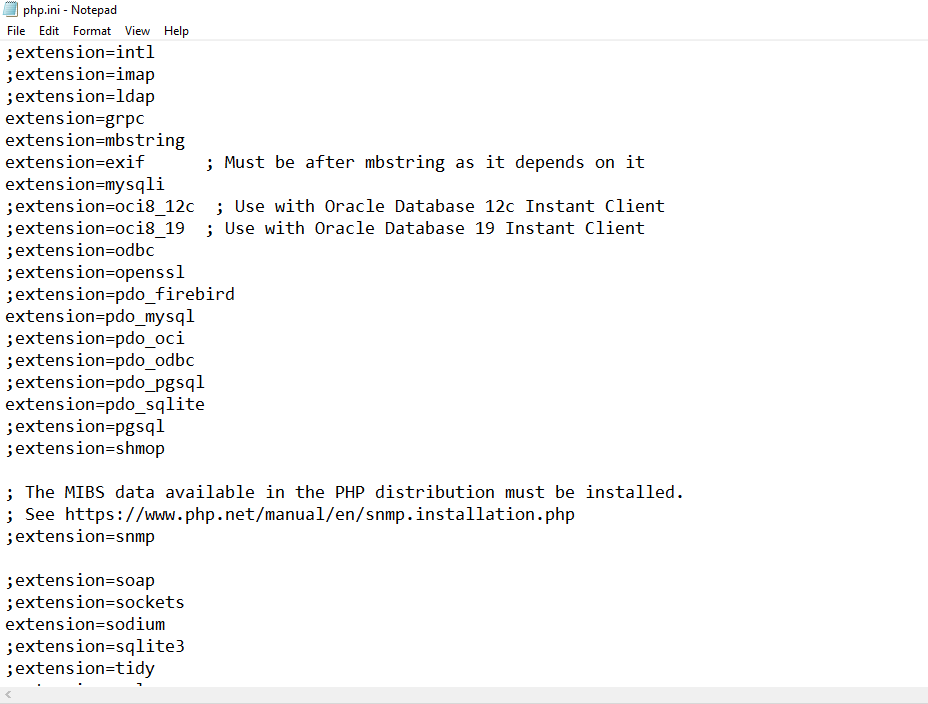 php.ini - Notepad
File Edit Format View Help
;extension=intl
;extension=imap
;extension=ldap
extension=grpc
extension=mbstring
extension=exif      ; Must be after mbstring as it depends on it
extension=mysqli
;extension=oci8_12c  ; Use with Oracle Database 12c Instant Client
;extension=oci8_19  ; Use with Oracle Database 19 Instant Client
;extension=odbc
;extension=openssl
;extension=pdo_firebird
extension=pdo_mysql
;extension=pdo_oci
;extension=pdo_odbc
;extension=pdo_pgsql
extension=pdo_sqlite
;extension=pgsql
;extension=shmop
; The MIBS data available in the PHP distribution must be installed.
; See https://www.php.net/manual/en/snmp.installation.php
;extension=snmp
;extension=soap
;extension=sockets
extension=sodium
;extension=sqlite3
;extension=tidy